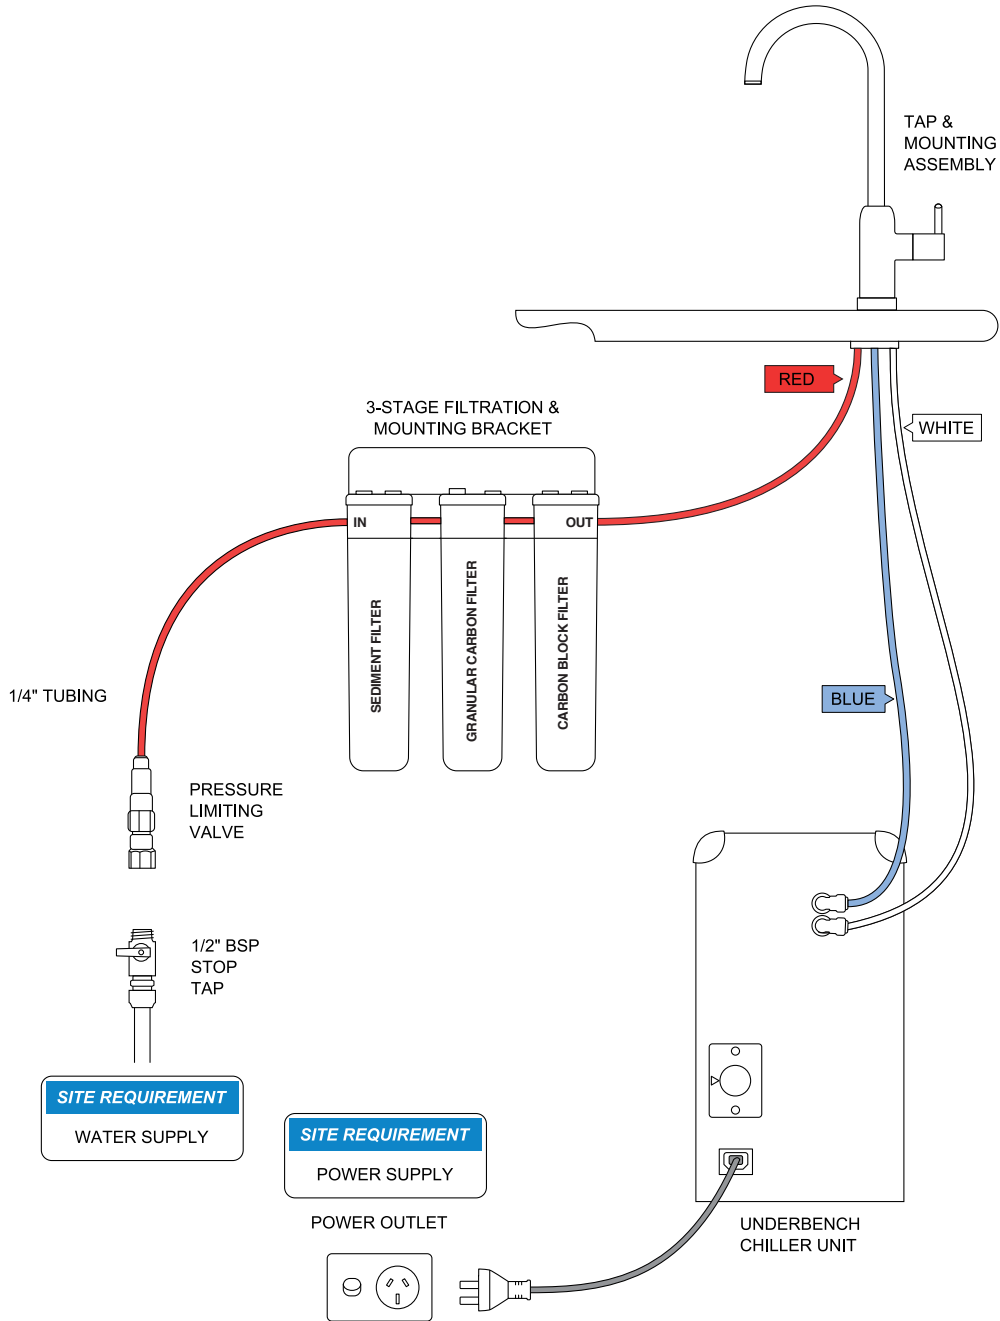 TAP &
MOUNTING
ASSEMBLY
RED
WHITE
3-STAGE FILTRATION &
MOUNTING BRACKET
IN
OUT
SEDIMENT FILTER
GRANULAR CARBON FILTER
CARBON BLOCK FILTER
1/4" TUBING
BLUE
PRESSURE
LIMITING
VALVE
1/2" BSP
STOP
TAP
SITE REQUIREMENT
WATER SUPPLY
SITE REQUIREMENT
POWER SUPPLY
POWER OUTLET
UNDERBENCH
CHILLER UNIT